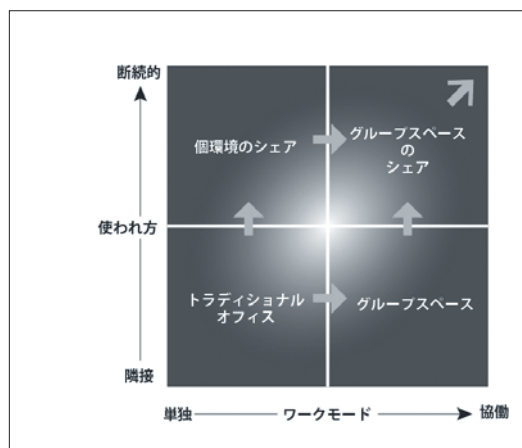 断続的
個環境のシェア
グループスペース
の
シェア
使われ方
トラディショナル
オフィス
グループスペース
隣接
単独
ワークモード
協働